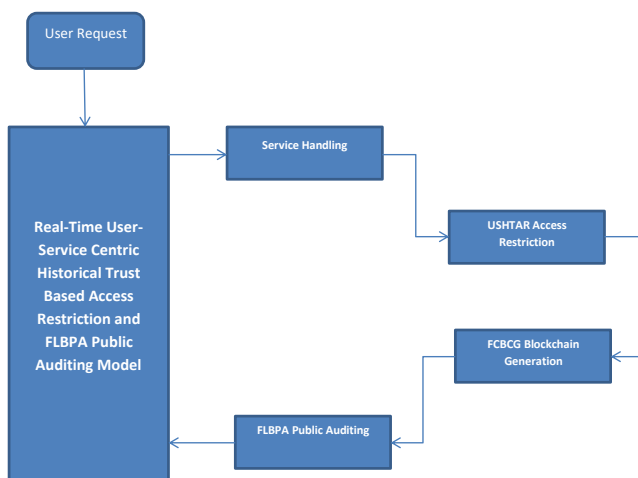 User Request
Real-Time User-
Service Centric
Historical Trust
Based Access
Restriction and
FLBPA Public
Auditing Model
Service Handling
USHTAR Access
Restriction
FCBCG Blockchain
Generation
FLBPA Public Auditing